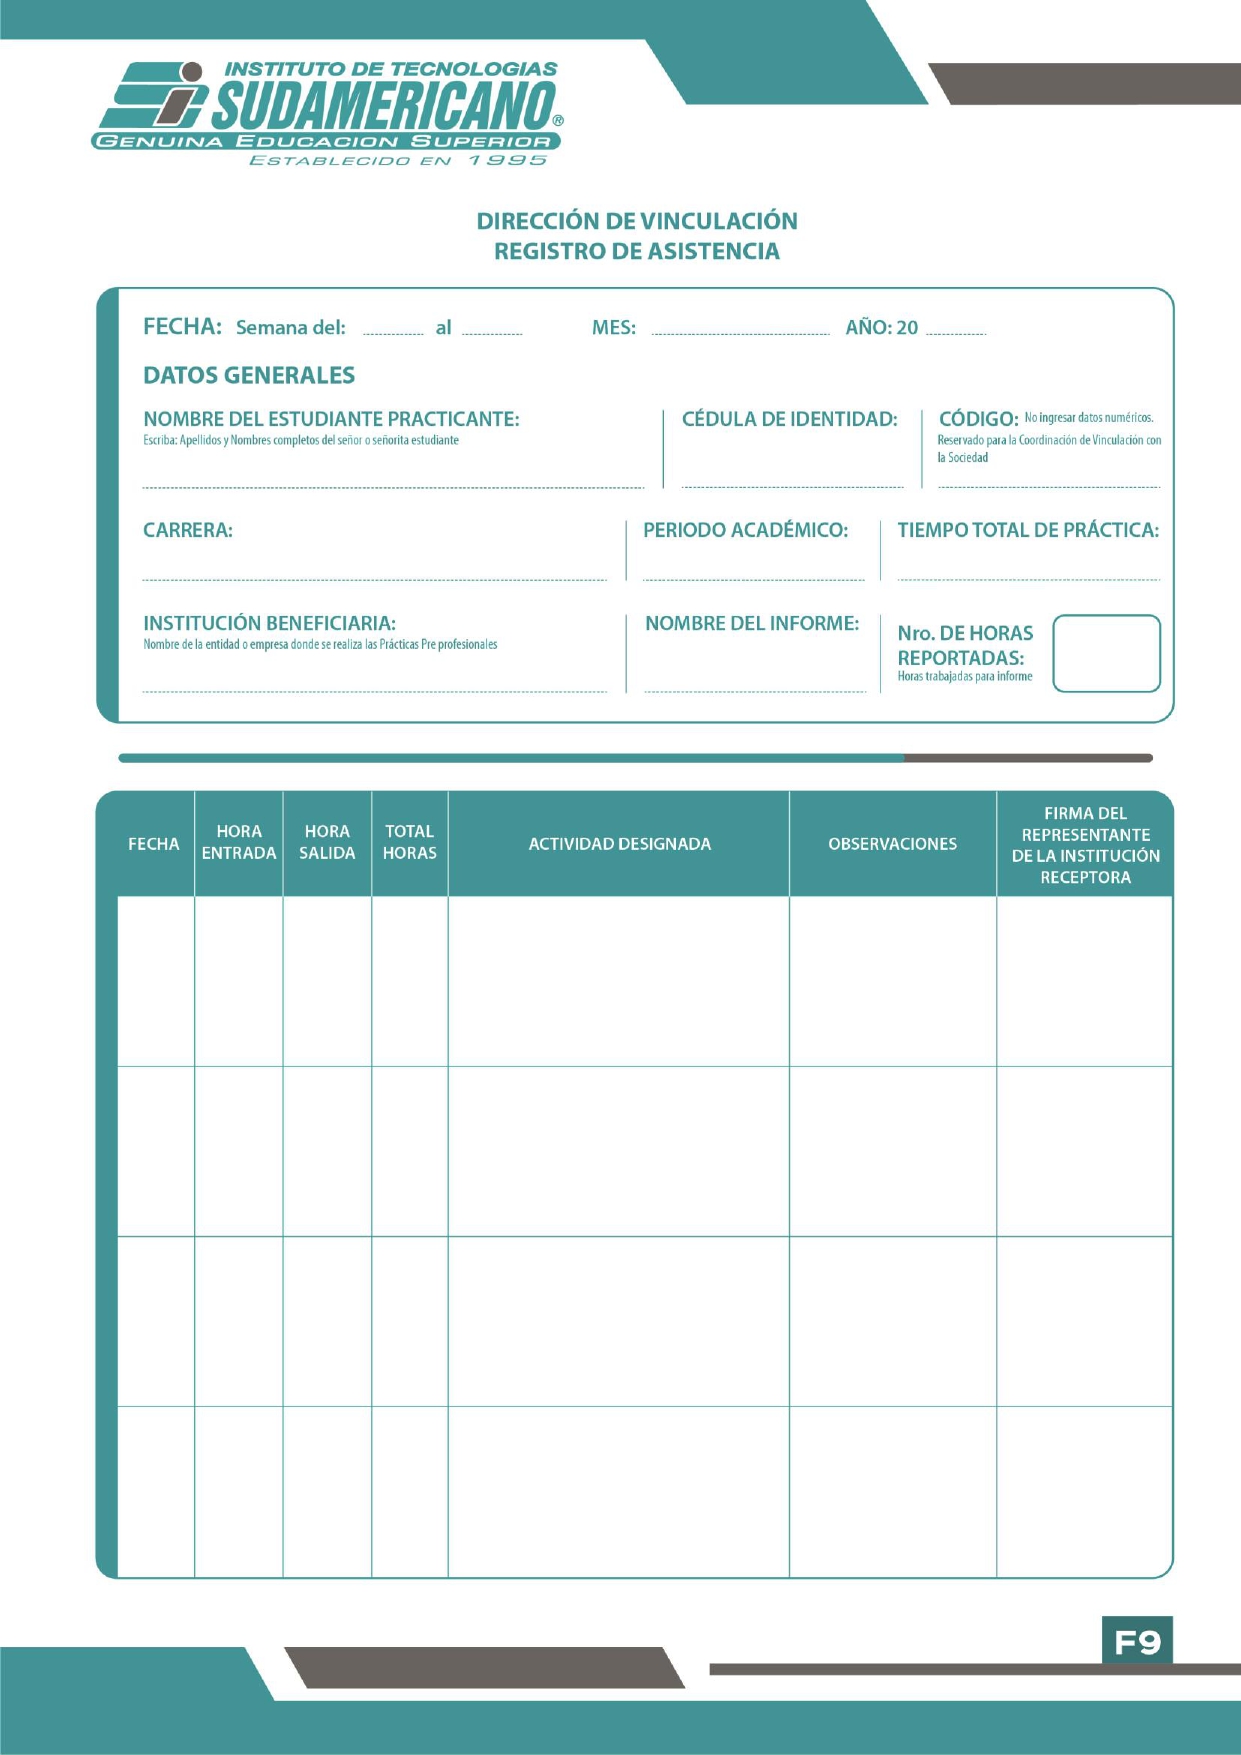 INSTITUTO DE TECNOLOGIAS
SUDAMERICANO®
GENUINA EDUCACION SUPERIOR
ESTABLECIDO EN 1995
DIRECCIÓN DE VINCULACIÓN
REGISTRO DE ASISTENCIA
FECHA: Semana del: al MES: AÑO: 20
DATOS GENERALES
NOMBRE DEL ESTUDIANTE PRACTICANTE: CÉDULA DE IDENTIDAD: CÓDIGO: No ingresar datos numéricos.
Escriba: Apellidos y Nombres completos del señor o señorita estudiante Reservado para la Coordinación de Vinculación con
la Sociedad
CARRERA: PERIODO ACADÉMICO: TIEMPO TOTAL DE PRÁCTICA:
INSTITUCIÓN BENEFICIARIA: NOMBRE DEL INFORME: Nro. DE HORAS
Nombre de la entidad o empresa donde se realiza las Prácticas Pre profesionales REPORTADAS:
Horas trabajadas para informe
FECHA
HORA
ENTRADA
HORA
SALIDA
TOTAL
HORAS
ACTIVIDAD DESIGNADA
OBSERVACIONES
FIRMA DEL
REPRESENTANTE
DE LA INSTITUCIÓN
RECEPTORA
F9